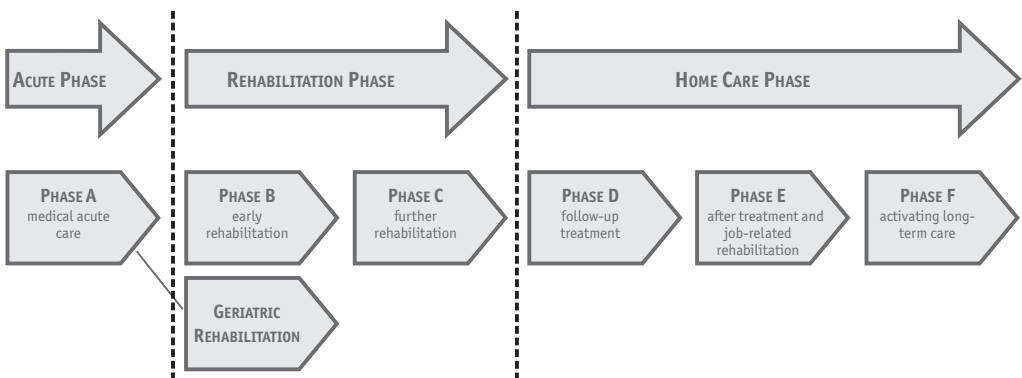 Acute Phase
Rehabilitation Phase
Home Care Phase
Phase A
medical acute
care
Phase B
early
rehabilitation
Phase C
further
rehabilitation
Phase D
follow-up
treatment
Phase E
after treatment and
job-related
rehabilitation
Phase F
activating long-
term care
Geriatric
Rehabilitation